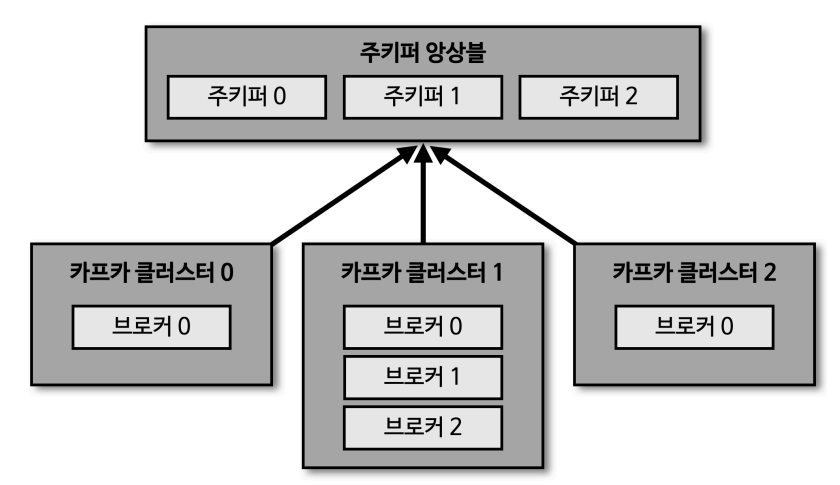 주키퍼 앙상블
주키퍼 0
주키퍼 1
주키퍼 2
카프카 클러스터 0
브로커 0
카프카 클러스터 1
브로커 0
브로커 1
브로커 2
카프카 클러스터 2
브로커 0